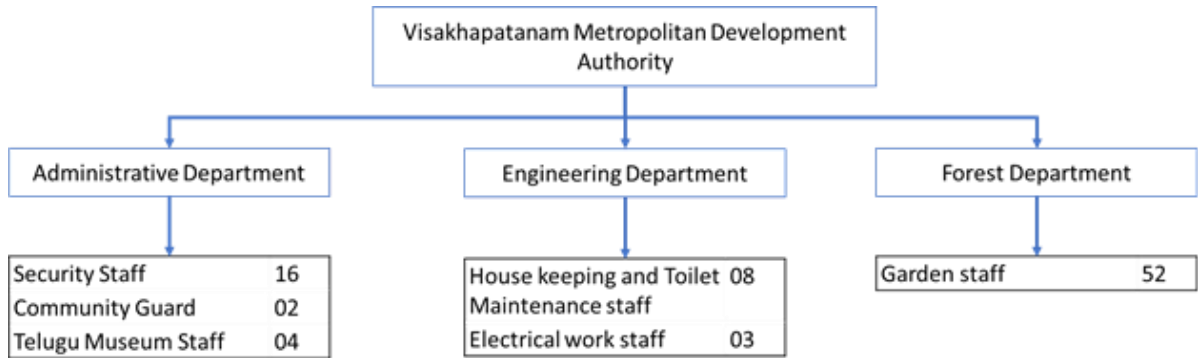 Visakhapatanam Metropolitan Development
Authority
Administrative Department
Engineering Department
Forest Department
Security Staff 16
Community Guard 02
Telugu Museum Staff 04
House keeping and Toilet 08
Maintenance staff
Electrical work staff 03
Garden staff 52